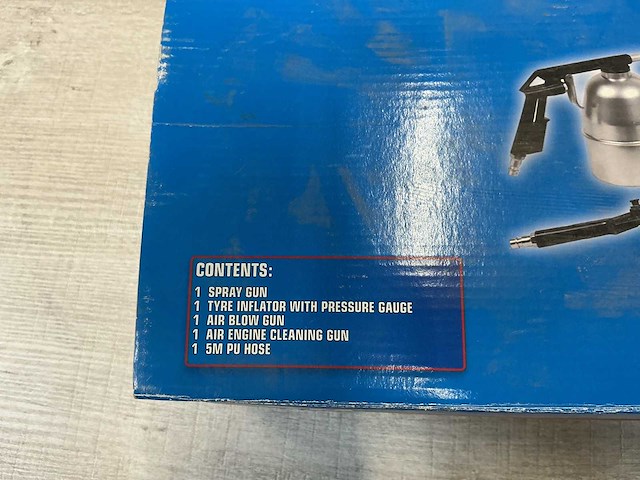 CONTENTS:
1 SPRAY GUN
1 TYRE INFLATOR WITH PRESSURE GAUGE
1 AIR BLOW GUN
1 AIR ENGINE CLEANING GUN
1 5M PU HOSE